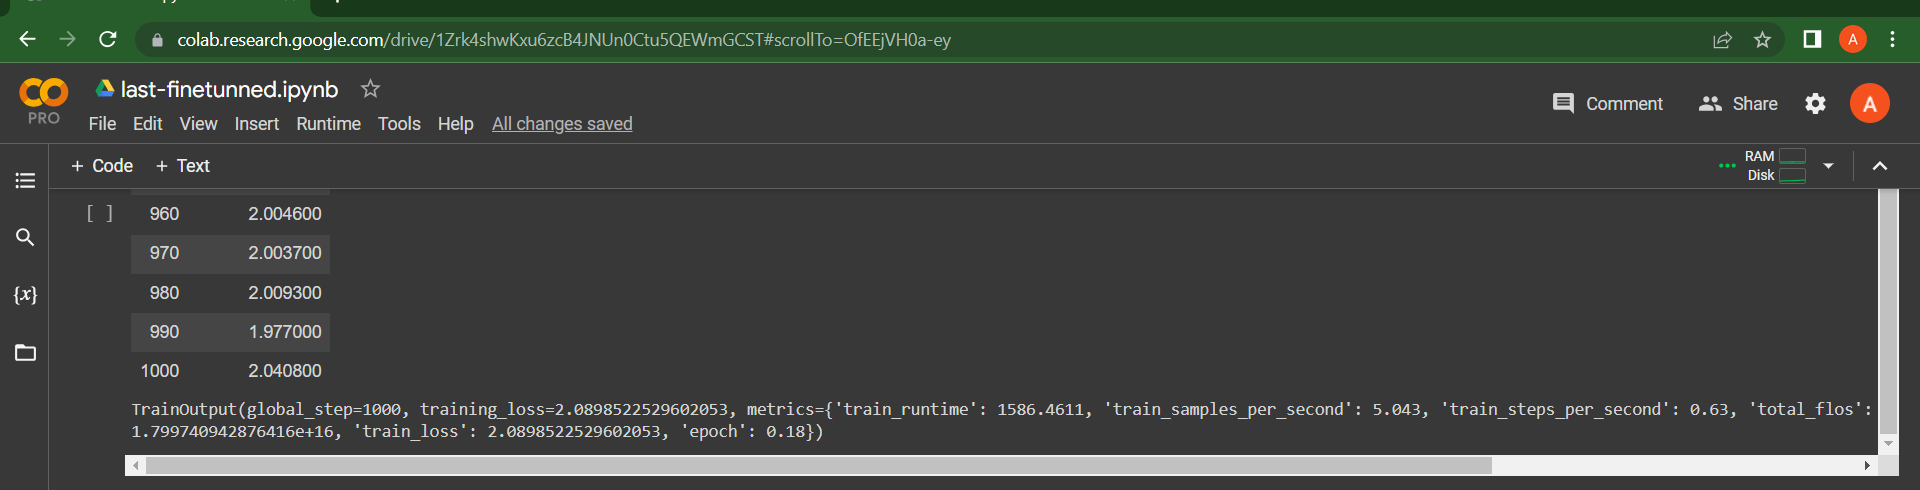 colab.research.google.com/drive/1Zrk4shwKxu6zcB4JNUn0Ctu5QEWmGCST#scrollTo=OfEEjVH0a-ey
A
CO
PRO
last-finetunned.ipynb
Comment
Share
A
File Edit View Insert Runtime Tools Help All changes saved
+ Code + Text
RAM
Disk
[ ] 960 2.004600
970 2.003700
980 2.009300
{x} 990 1.977000
1000 2.040800
TrainOutput(global_step=1000, training_loss=2.0898522529602053, metrics={'train_runtime': 1586.4611, 'train_samples_per_second': 5.043, 'train_steps_per_second': 0.63, 'total_flos':
1.799740942876416e+16, 'train_loss': 2.0898522529602053, 'epoch': 0.18})